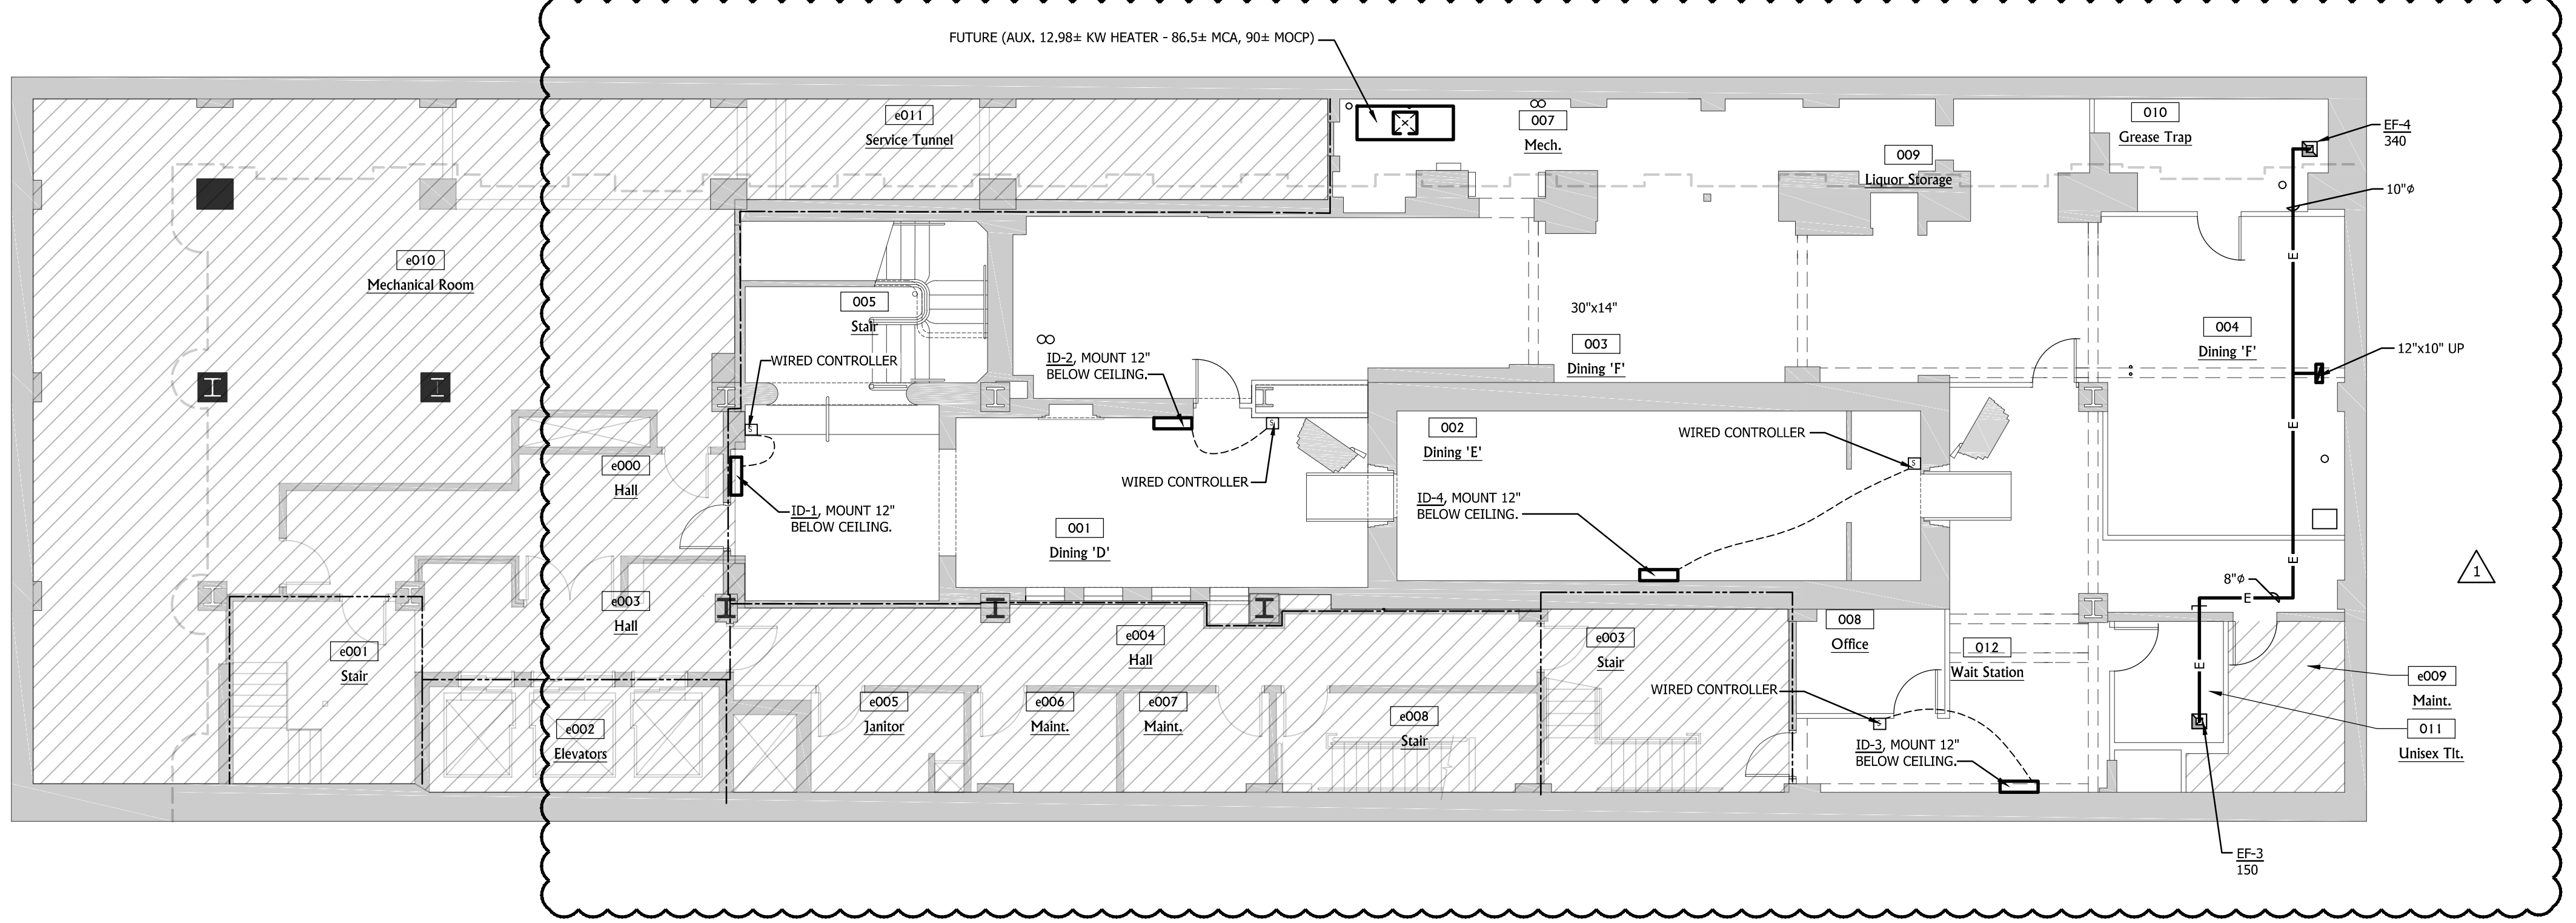 FUTURE (AUX. 12.98± KW HEATER - 86.5± MCA, 90± MOCP)
e011
Service Tunnel
007
Mech.
009
Liquor Storage
010
Grease Trap
EF-4
340
10"ø
e010
Mechanical Room
005
Stair
WIRED CONTROLLER
S
ID-2, MOUNT 12"
BELOW CEILING.
30"x14"
003
Dining 'F'
004
Dining 'F'
12"x10" UP
E
E
E
E
E
e000
Hall
ID-1, MOUNT 12"
BELOW CEILING.
S
WIRED CONTROLLER
001
Dining 'D'
002
Dining 'E'
WIRED CONTROLLER
S
ID-4, MOUNT 12"
BELOW CEILING.
8"ø
1
e003
Hall
e001
Stair
e004
Hall
e003
Stair
008
Office
012
Wait Station
e009
Maint.
011
Unisex Tlt.
e002
Elevators
e005
Janitor
e006
Maint.
e007
Maint.
e008
Stair
WIRED CONTROLLER
S
ID-3, MOUNT 12"
BELOW CEILING.
EF-3
150